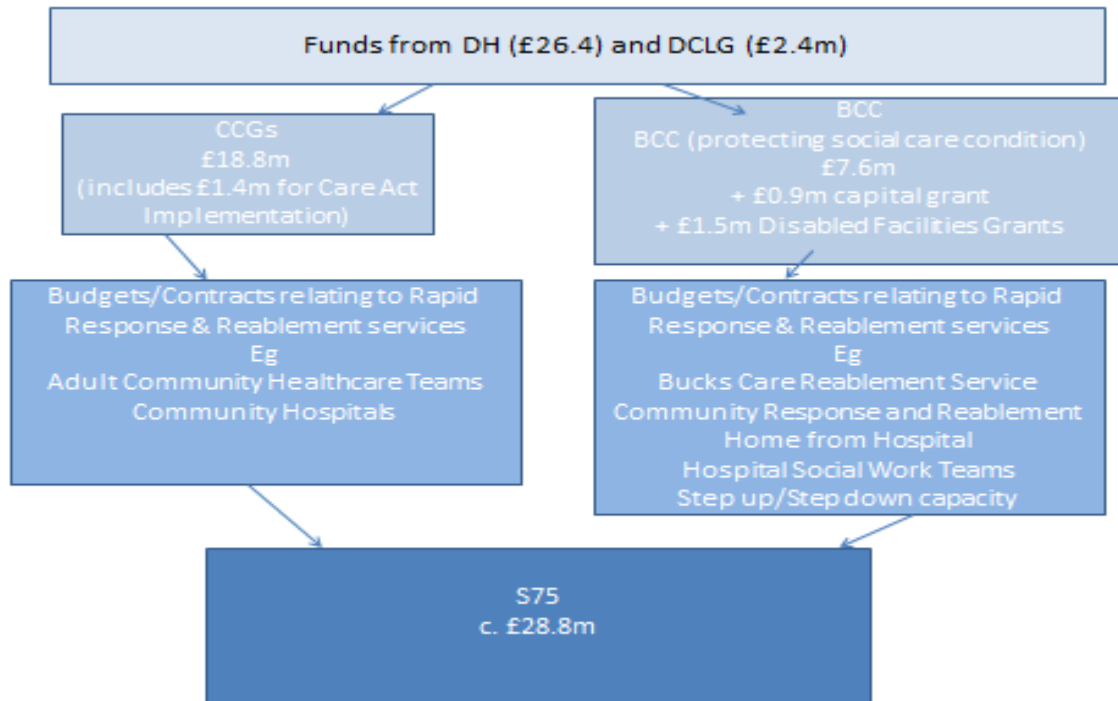 Funds from DH (£26.4) and DCLG (£2.4m)
CCGs
£18.8m
(includes £1.4m for Care Act
Implementation)
BCC
BCC (protecting social care condition)
£7.6m
+ £0.9m capital grant
+ £1.5m Disabled Facilities Grants
Budgets/Contracts relating to Rapid
Response & Reablement services
Eg
Adult Community Healthcare Teams
Community Hospitals
Budgets/Contracts relating to Rapid
Response & Reablement services
Eg
Bucks Care Reablement Service
Community Response and Reablement
Home from Hospital
Hospital Social Work Teams
Step up/Step down capacity
S75
c. £28.8m